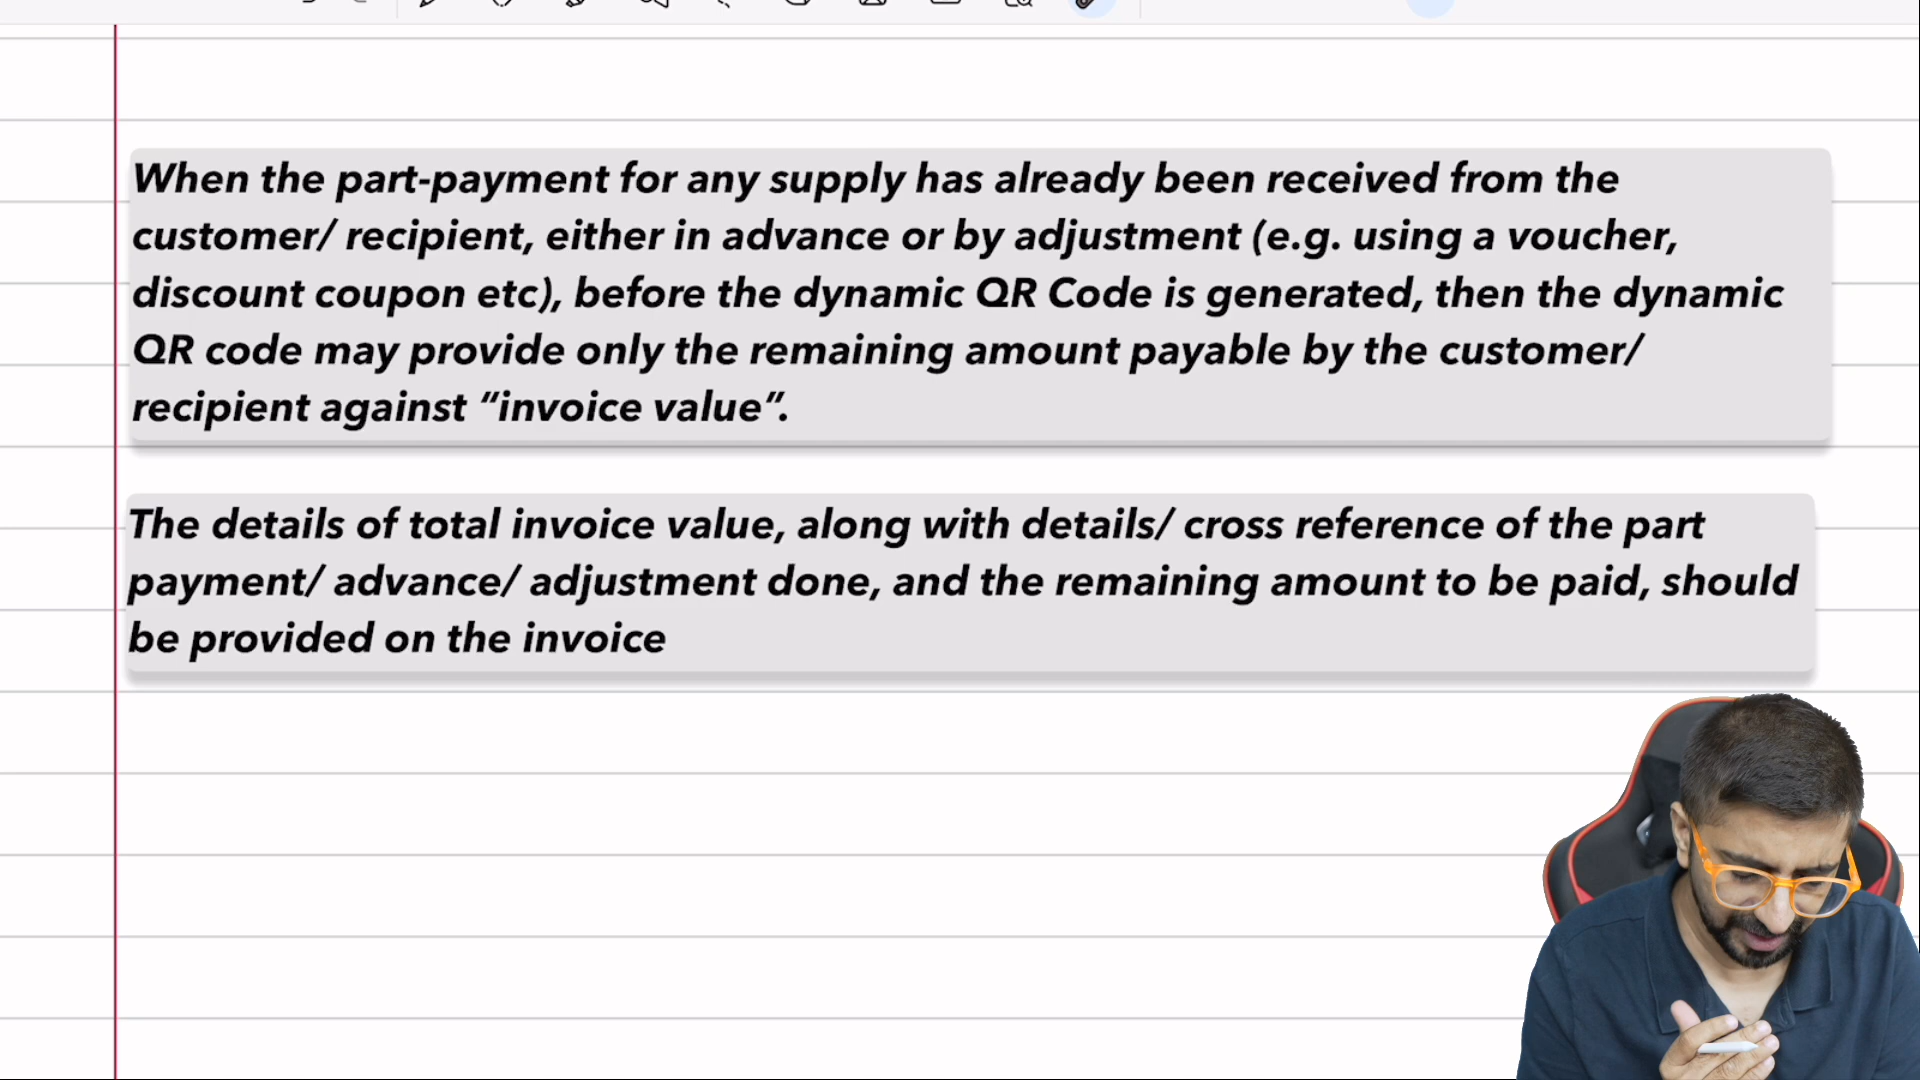 When the part-payment for any supply has already been received from the
customer/ recipient, either in advance or by adjustment (e.g. using a voucher,
discount coupon etc), before the dynamic QR Code is generated, then the dynamic
QR code may provide only the remaining amount payable by the customer/
recipient against “invoice value”.
The details of total invoice value, along with details/ cross reference of the part
payment/ advance/ adjustment done, and the remaining amount to be paid, should
be provided on the invoice